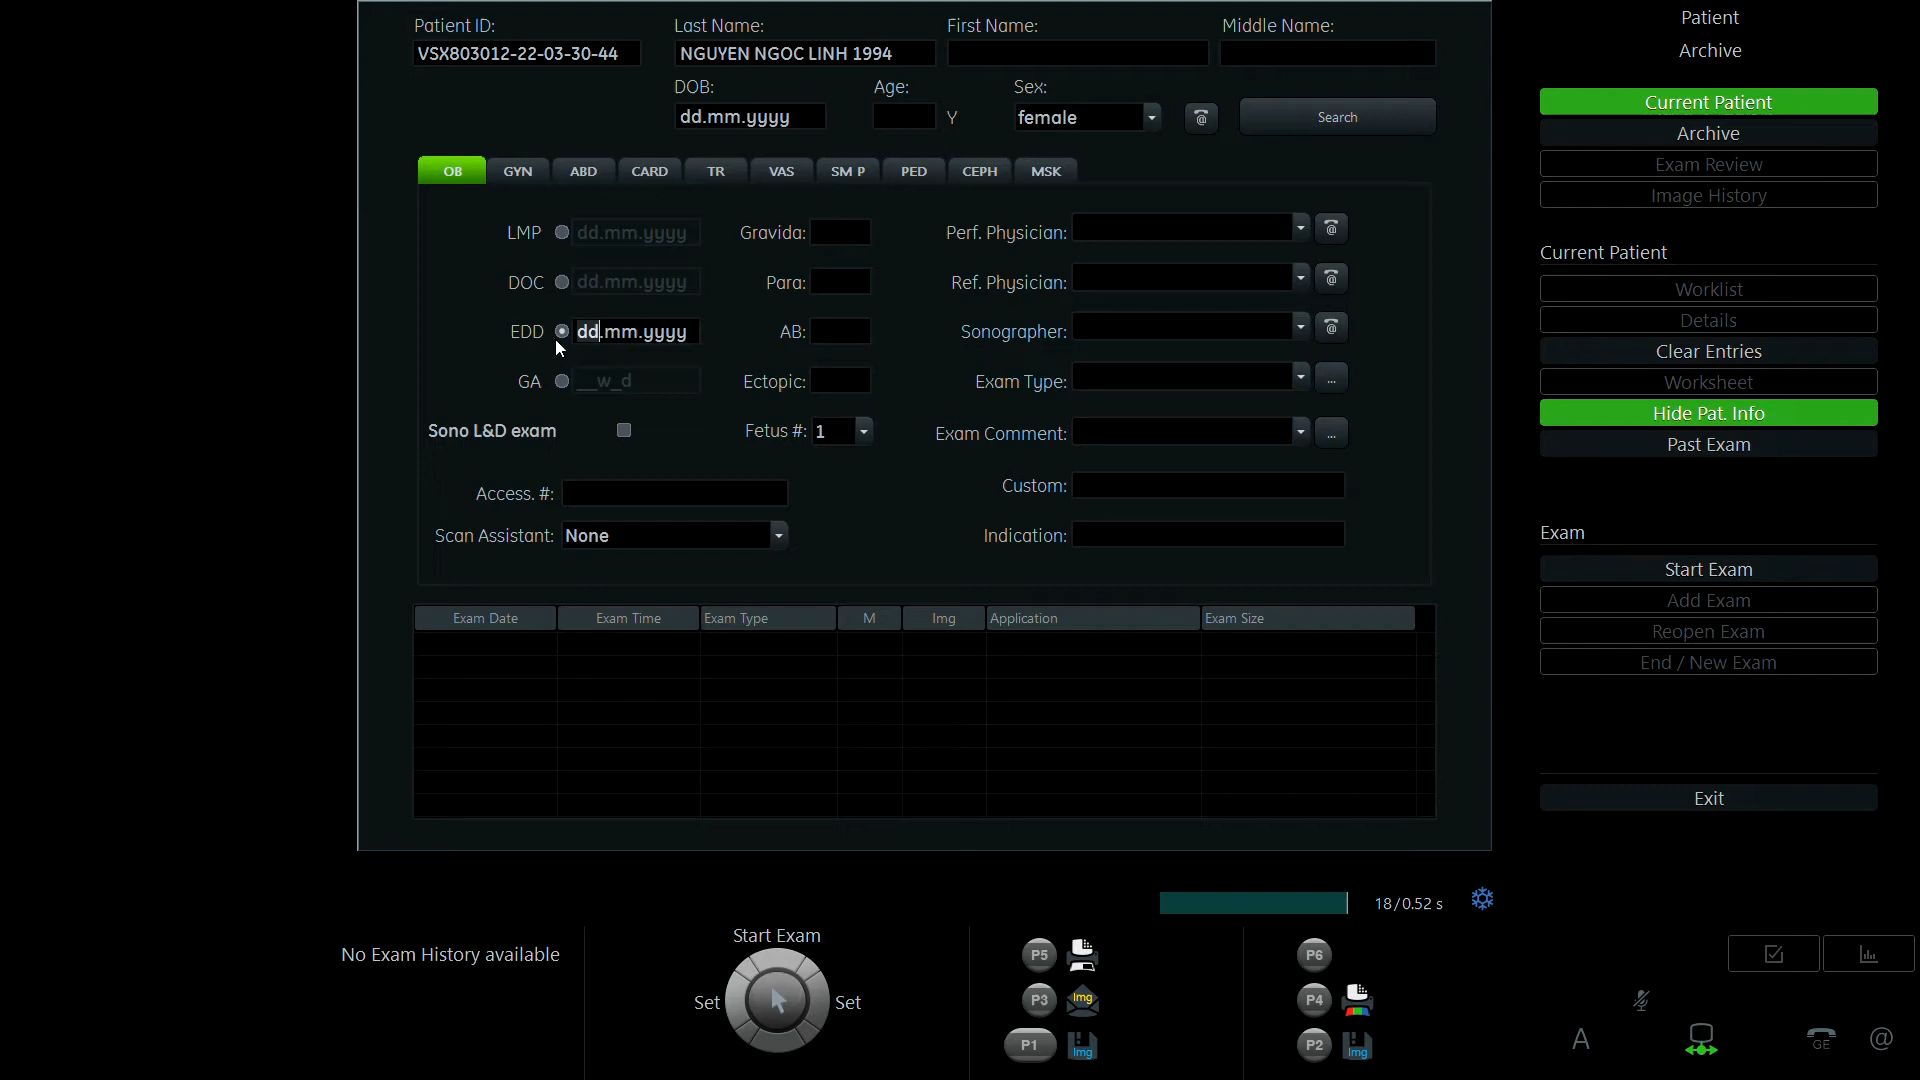 Patient ID: Last Name: First Name: Middle Name:
VSX803012-22-03-30-44 NGUYEN NGOC LINH 1994
DOB: Age: Sex:
dd.mm.yyyy Y female @ Search
OB GYN ABD CARD TR VAS SM P PED CEPH MSK
LMP dd.mm.yyyy Gravida: Perf. Physician: @
DOC dd.mm.yyyy Para: Ref. Physician: @
EDD dd.mm.yyyy AB: Sonographer: @
GA __w_d Ectopic: Exam Type: ...
Sono L&D exam Fetus #: 1 Exam Comment: ...
Access. #: Custom:
Scan Assistant: None Indication:
Exam Date Exam Time Exam Type M Img Application Exam Size
18/0.52 s
Patient
Archive
Current Patient
Archive
Exam Review
Image History
Current Patient
Worklist
Details
Clear Entries
Worksheet
Hide Pat. Info
Past Exam
Exam
Start Exam
Add Exam
Reopen Exam
End / New Exam
Exit
No Exam History available
Start Exam
Set Set
P5 P6
P3 Img P4
P1 Img P2 Img
A GE @